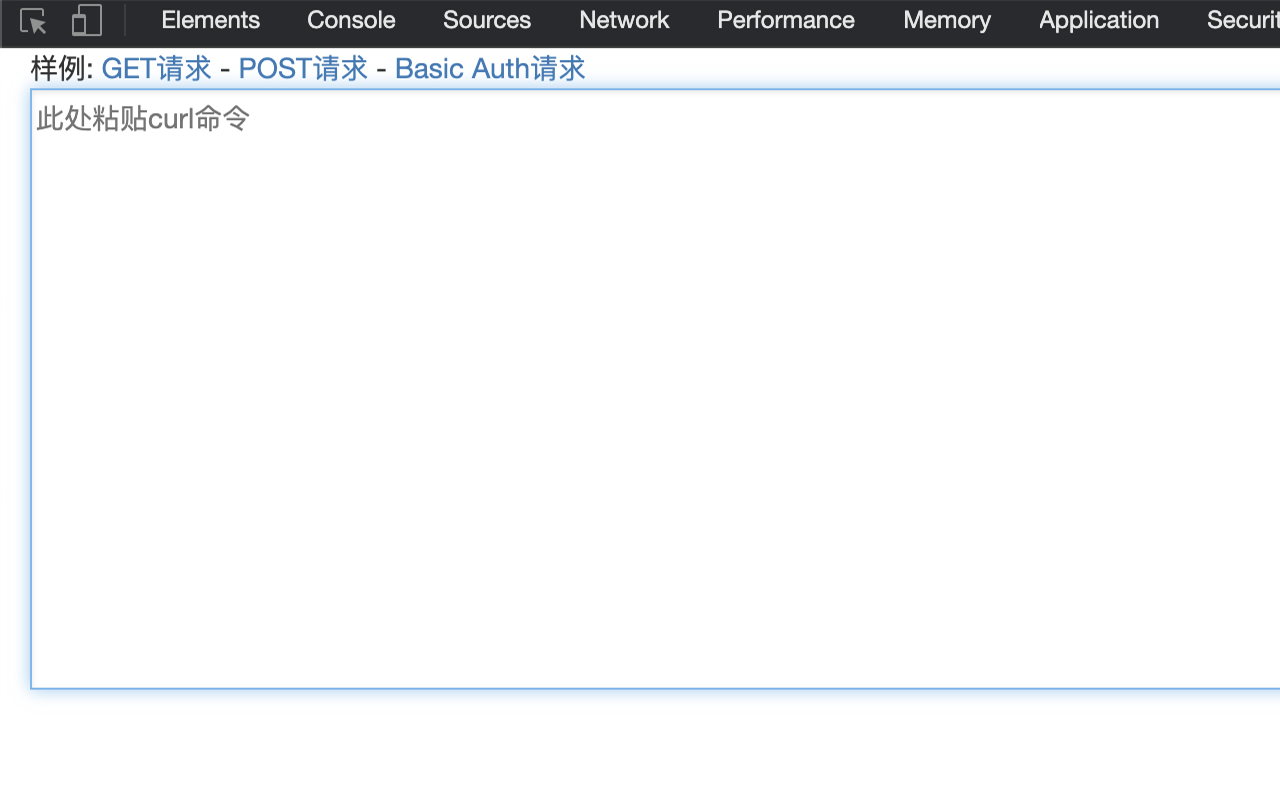 Elements Console Sources Network Performance Memory Application Securit
样例: GET请求 - POST请求 - Basic Auth请求
此处粘贴curl命令